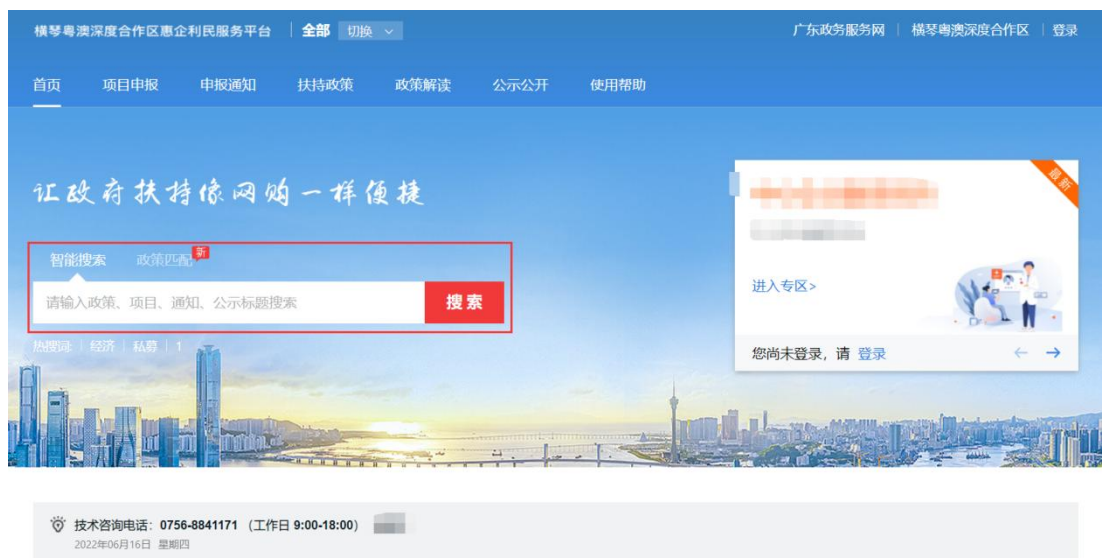 横琴粤澳深度合作区惠企利民服务平台 全部 切换 广东政务服务网 横琴粤澳深度合作区 登录
首页 项目申报 申报通知 扶持政策 政策解读 公示公开 使用帮助
让政府扶持像网购一样便捷
最新
智能搜索 政策匹配 新
请输入政策、项目、通知、公示标题搜索 搜索
进入专区>
热搜词: 经济 私募 1
您尚未登录，请 登录
技术咨询电话：0756-8841171 （工作日 9:00-18:00）
2022年06月16日 星期四